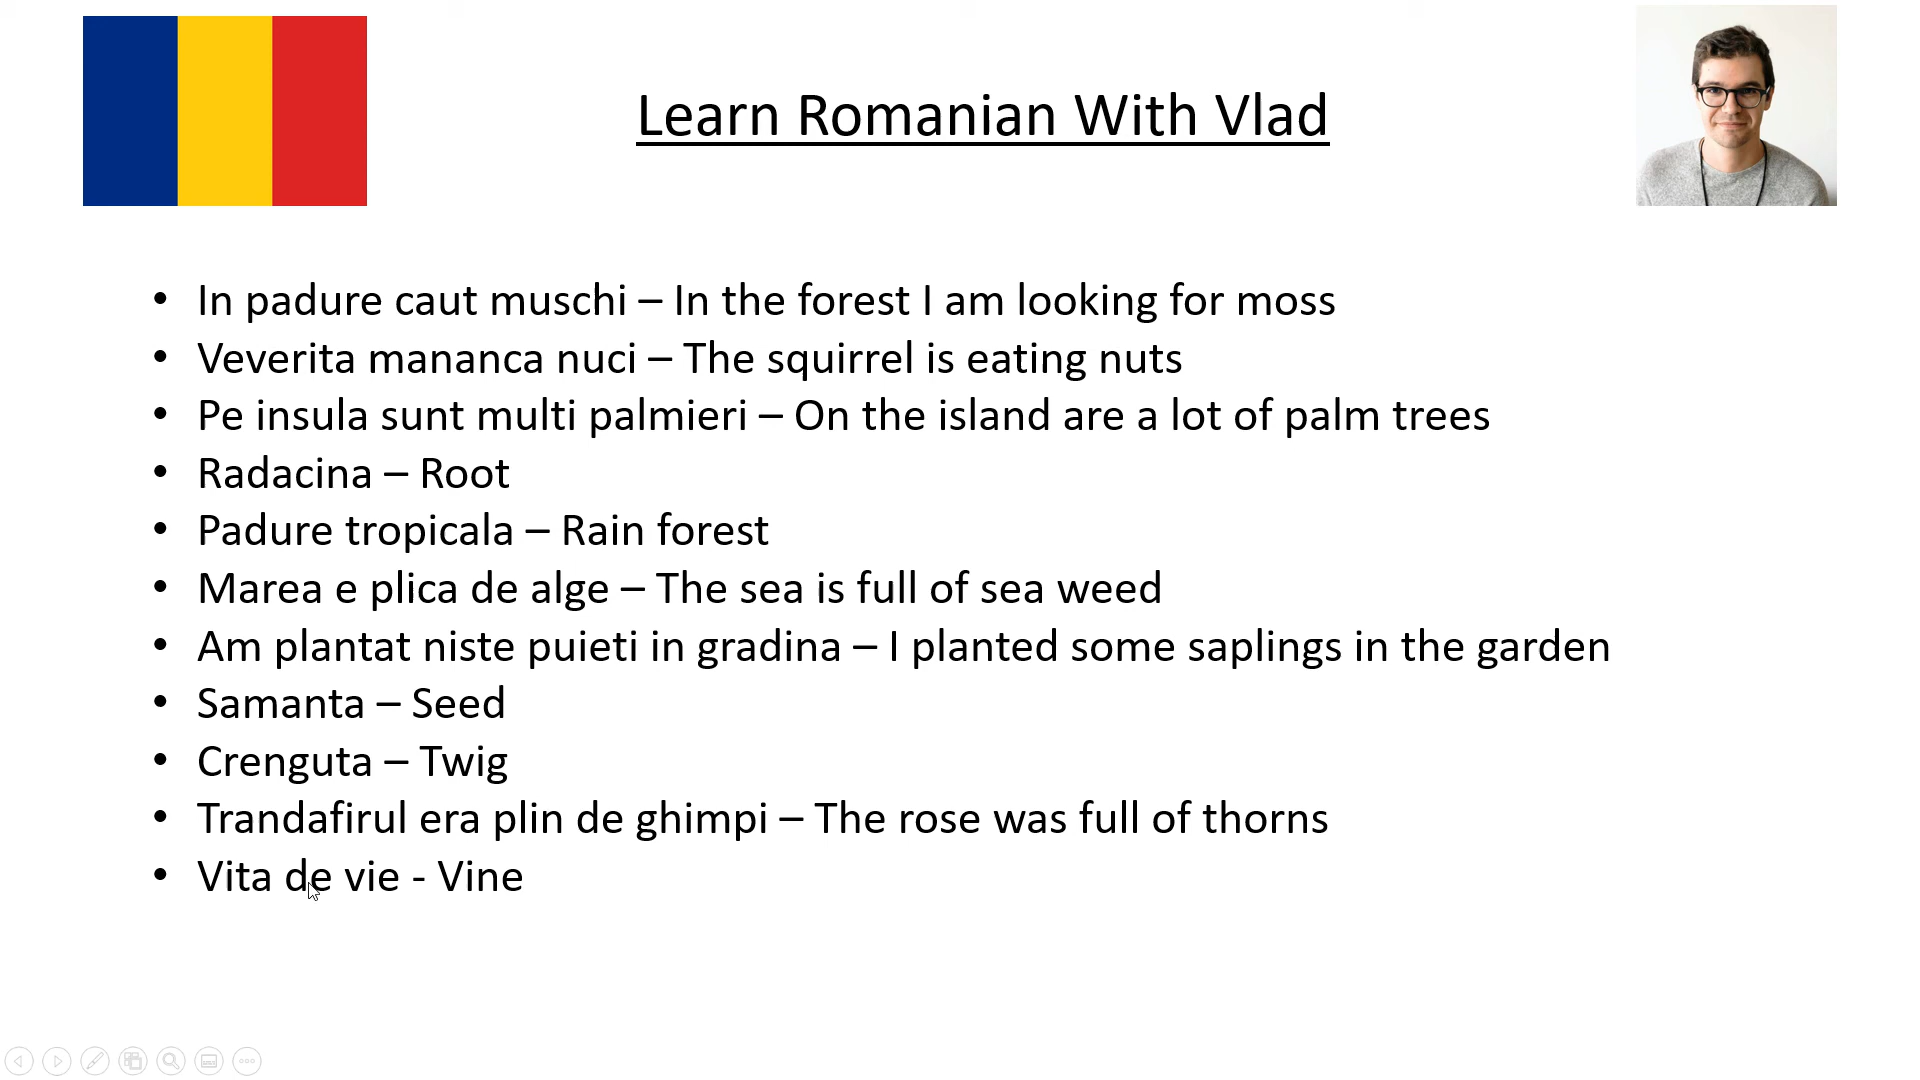 Learn Romanian With Vlad
• In padure caut muschi – In the forest I am looking for moss
• Veverita mananca nuci – The squirrel is eating nuts
• Pe insula sunt multi palmieri – On the island are a lot of palm trees
• Radacina – Root
• Padure tropicala – Rain forest
• Marea e plica de alge – The sea is full of sea weed
• Am plantat niste puieti in gradina – I planted some saplings in the garden
• Samanta – Seed
• Crenguta – Twig
• Trandafirul era plin de ghimpi – The rose was full of thorns
• Vita de vie - Vine